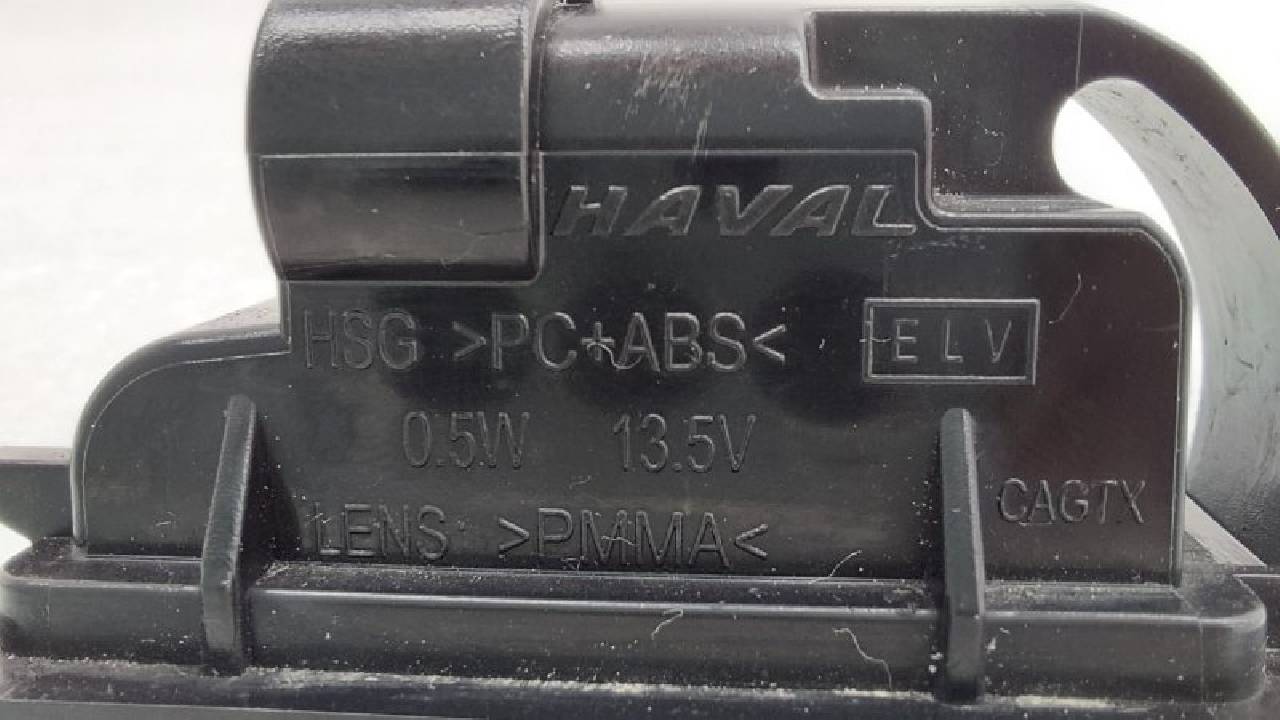 HAVAL
HSG >PC+ABS< ELV
0.5W 13.5V
LENS >PMMA< CAGTX